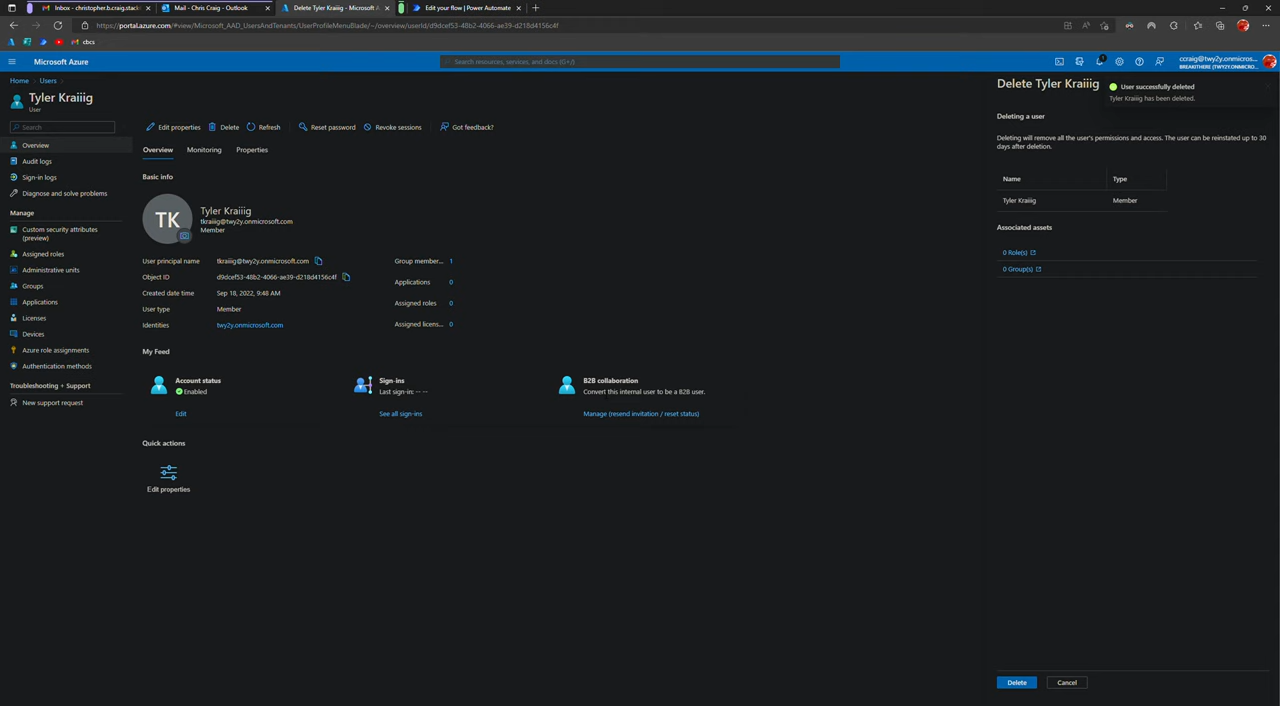 Inbox - christopher.b.craig.stack
Mail - Chris Craig - Outlook
Delete Tyler Kraiiig - Microsoft A
Edit your flow | Power Automate
https://portal.azure.com/#view/Microsoft_AAD_UsersAndTenants/UserProfileMenuBlade/~/overview/userId/d9dcef53-48b2-4066-ae39-d218d4156c4f
cbcs
Microsoft Azure
Search resources, services, and docs (G+/)
ccraig@twy2y.onmicros...
BREAKITHERE (TWY2Y.ONMICRO...
Home
Users
Tyler Kraiiig
User
Search
Overview
Audit logs
Sign-in logs
Diagnose and solve problems
Manage
Custom security attributes
(preview)
Assigned roles
Administrative units
Groups
Applications
Licenses
Devices
Azure role assignments
Authentication methods
Troubleshooting + Support
New support request
Edit properties
Delete
Refresh
Reset password
Revoke sessions
Got feedback?
Overview
Monitoring
Properties
Basic info
TK
Tyler Kraiiig
tkraiiig@twy2y.onmicrosoft.com
Member
User principal name
tkraiiig@twy2y.onmicrosoft.com
Object ID
d9dcef53-48b2-4066-ae39-d218d4156c4f
Created date time
Sep 18, 2022, 9:48 AM
User type
Member
Identities
twy2y.onmicrosoft.com
Group member... 1
Applications 0
Assigned roles 0
Assigned licens... 0
My Feed
Account status
Enabled
Edit
Sign-ins
Last sign-in: -- --
See all sign-ins
B2B collaboration
Convert this internal user to be a B2B user.
Manage (resend invitation / reset status)
Quick actions
Edit properties
Delete Tyler Kraiiig
User successfully deleted
Tyler Kraiiig has been deleted.
Deleting a user
Deleting will remove all the user's permissions and access. The user can be reinstated up to 30
days after deletion.
Name
Type
Tyler Kraiiig
Member
Associated assets
0 Role(s)
0 Group(s)
Delete
Cancel